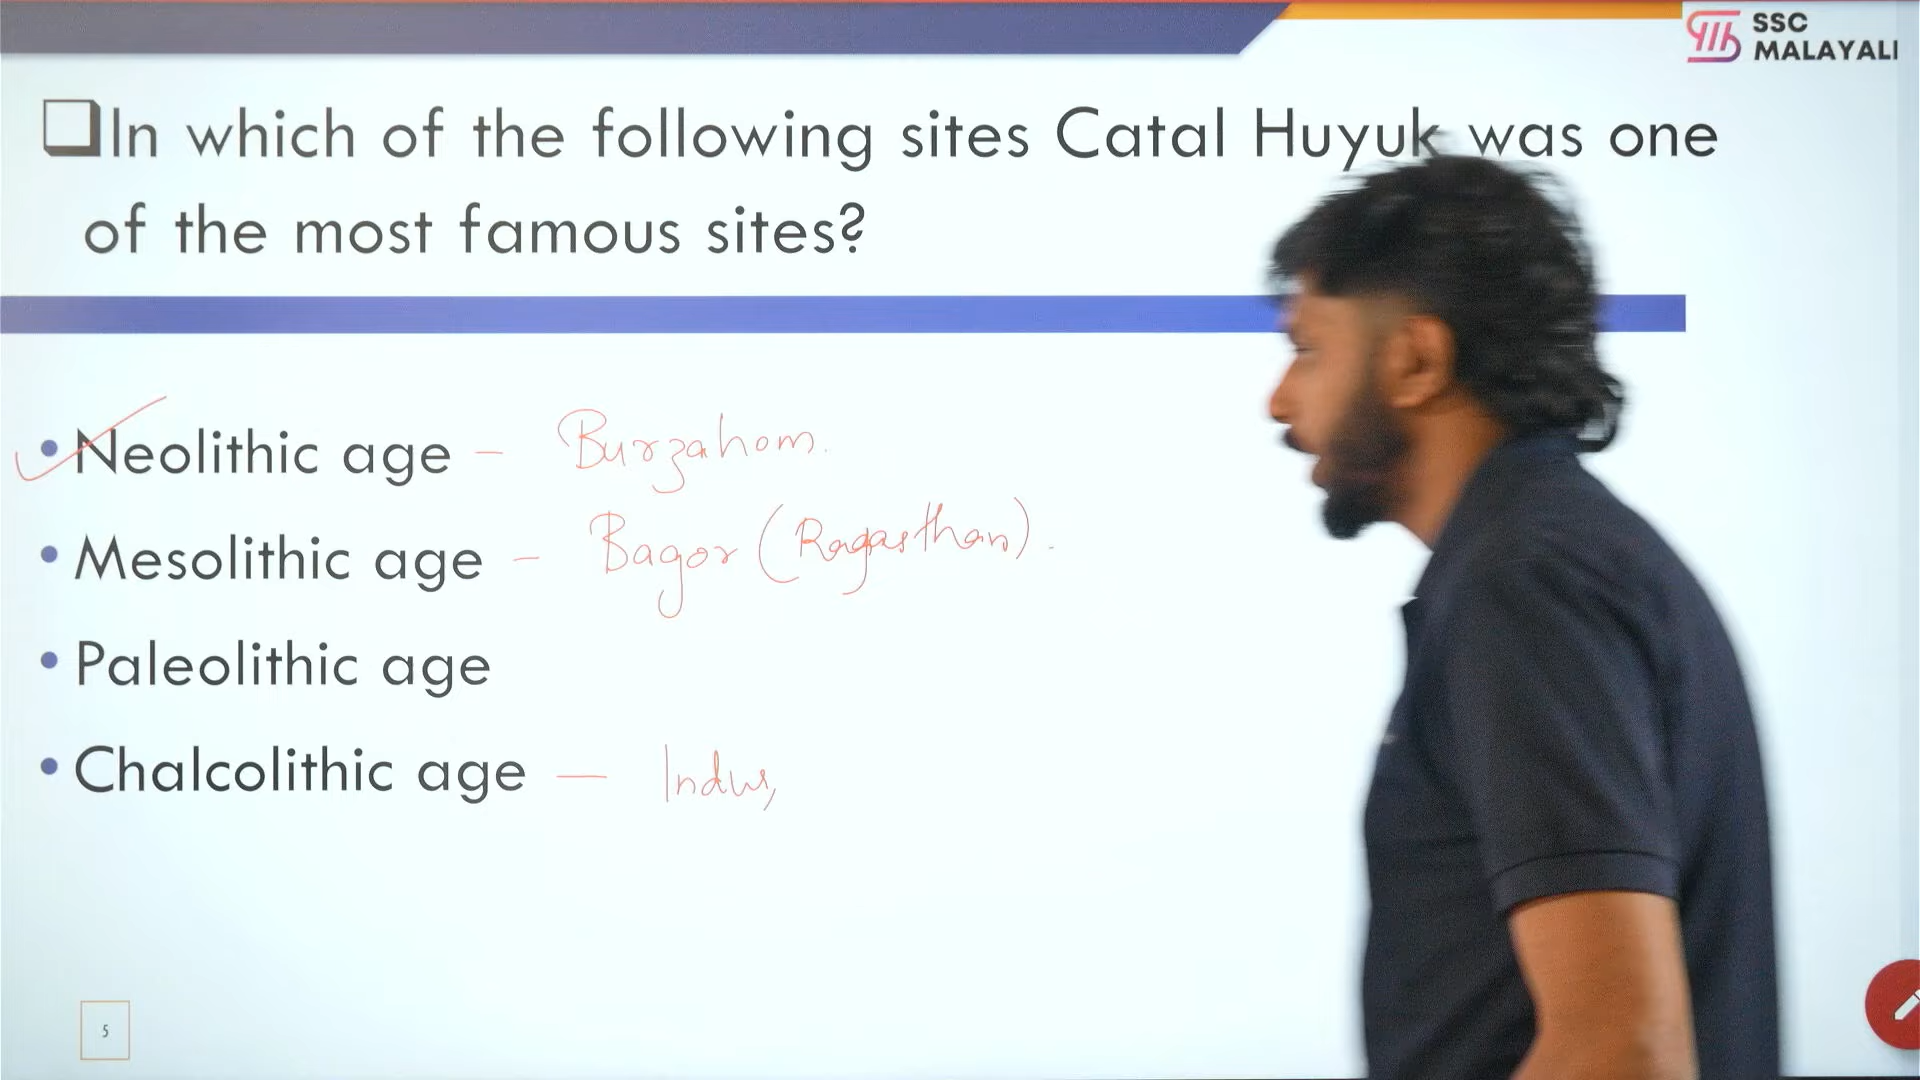 SSC
MALAYALI
In which of the following sites Catal Huyuk was one
of the most famous sites?
• Neolithic age – Burzahom.
• Mesolithic age – Bagor (Ragasthan).
• Paleolithic age
• Chalcolithic age — Indus,
5